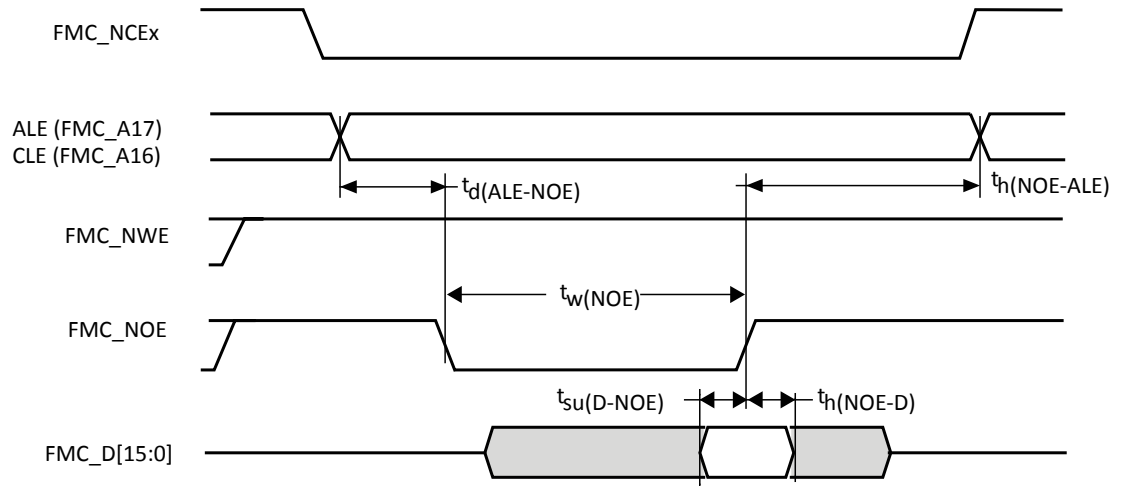 FMC_NCEx
ALE (FMC_A17)
CLE (FMC_A16)
td(ALE-NOE)
th(NOE-ALE)
FMC_NWE
tw(NOE)
FMC_NOE
tsu(D-NOE)
th(NOE-D)
FMC_D[15:0]